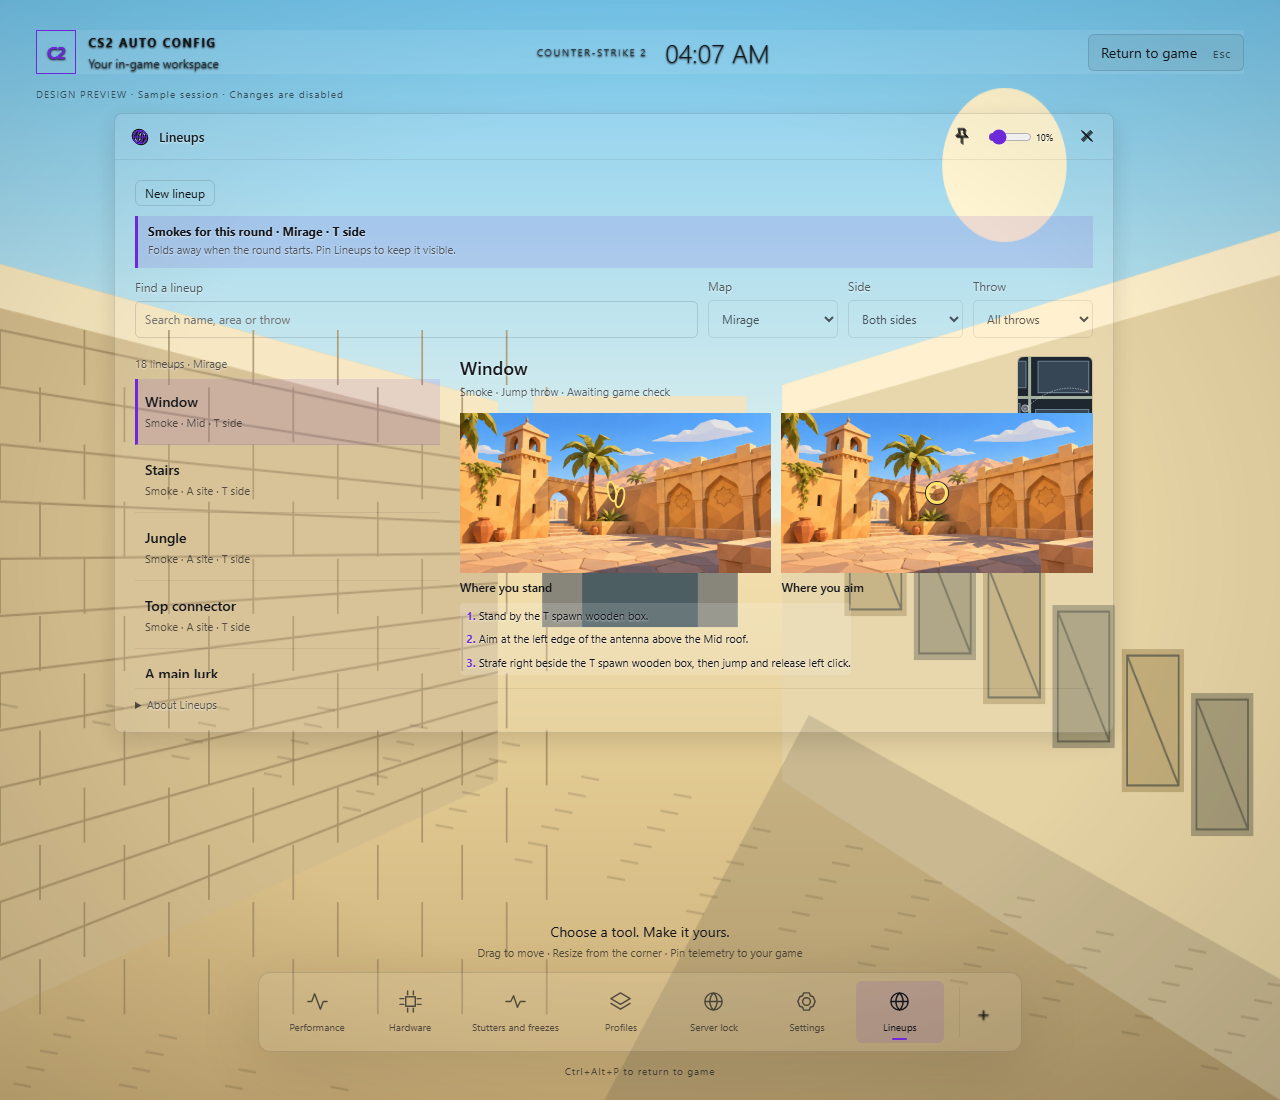 C2
CS2 AUTO CONFIG
Your in-game workspace
COUNTER-STRIKE 2
04:07 AM
Return to game Esc
DESIGN PREVIEW · Sample session · Changes are disabled
Lineups
10%
New lineup
Smokes for this round · Mirage · T side
Folds away when the round starts. Pin Lineups to keep it visible.
Find a lineup
Map
Side
Throw
Search name, area or throw
Mirage
Both sides
All throws
18 lineups · Mirage
Window
Smoke · Mid · T side
Stairs
Smoke · A site · T side
Jungle
Smoke · A site · T side
Top connector
Smoke · A site · T side
A main lurk
About Lineups
Window
Smoke · Jump throw · Awaiting game check
Where you stand
Where you aim
1. Stand by the T spawn wooden box.
2. Aim at the left edge of the antenna above the Mid roof.
3. Strafe right beside the T spawn wooden box, then jump and release left click.
Choose a tool. Make it yours.
Drag to move · Resize from the corner · Pin telemetry to your game
Performance
Hardware
Stutters and freezes
Profiles
Server lock
Settings
Lineups
+
Ctrl+Alt+P to return to game